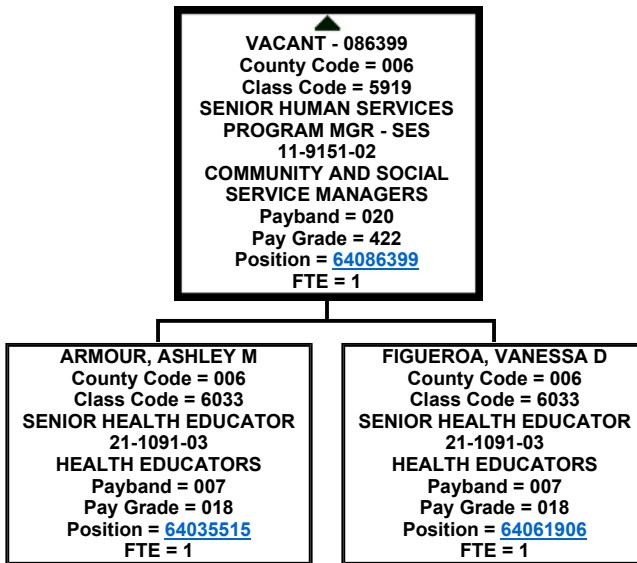 VACANT - 086399
County Code = 006
Class Code = 5919
SENIOR HUMAN SERVICES
PROGRAM MGR - SES
11-9151-02
COMMUNITY AND SOCIAL
SERVICE MANAGERS
Payband = 020
Pay Grade = 422
Position = 64086399
FTE = 1
ARMOUR, ASHLEY M
County Code = 006
Class Code = 6033
SENIOR HEALTH EDUCATOR
21-1091-03
HEALTH EDUCATORS
Payband = 007
Pay Grade = 018
Position = 64035515
FTE = 1
FIGUEROA, VANESSA D
County Code = 006
Class Code = 6033
SENIOR HEALTH EDUCATOR
21-1091-03
HEALTH EDUCATORS
Payband = 007
Pay Grade = 018
Position = 64061906
FTE = 1